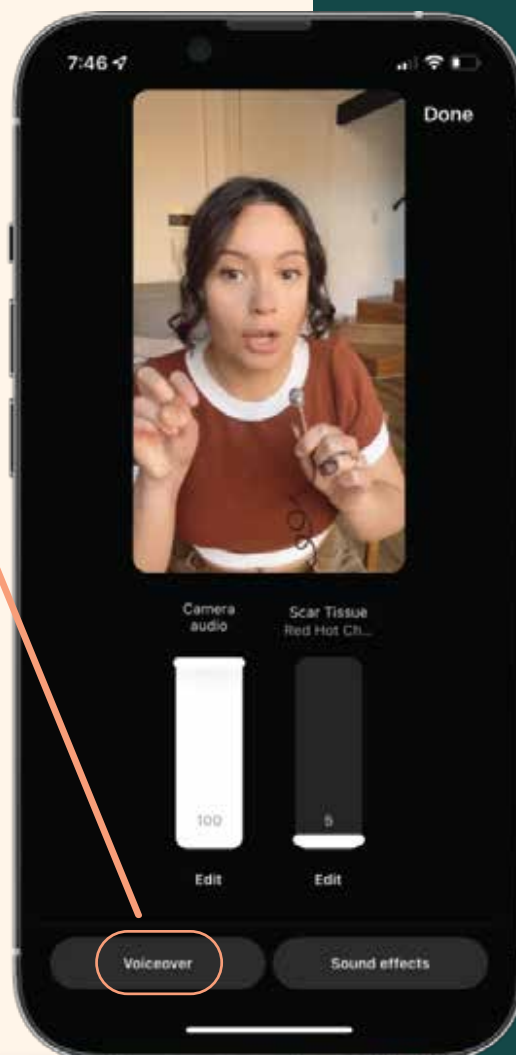 7:46
Done
Camera
audio
Scar Tissue
Red Hot Ch...
100
5
Edit
Edit
Voiceover
Sound effects